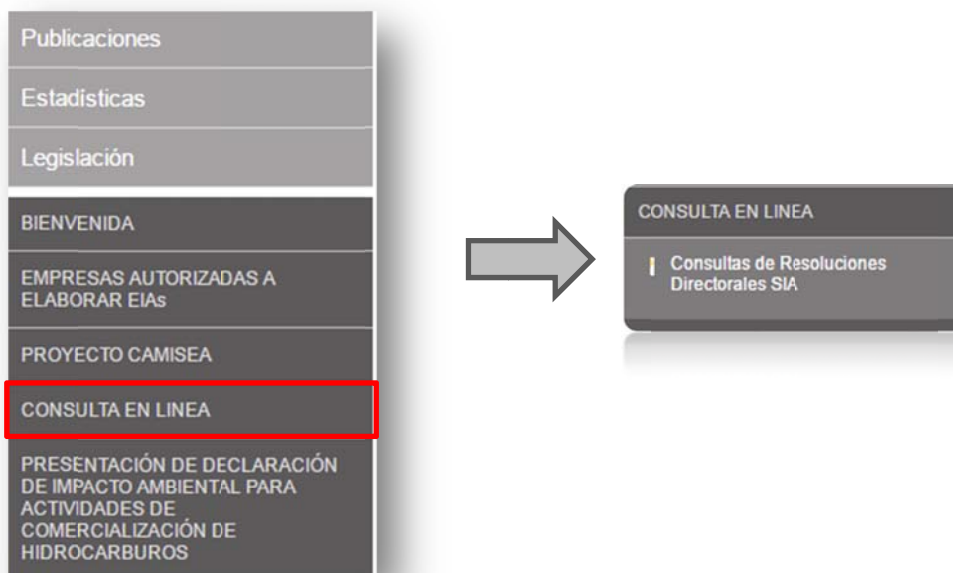 Publicaciones
Estadísticas
Legislación
BIENVENIDA
EMPRESAS AUTORIZADAS A
ELABORAR EIAs
PROYECTO CAMISEA
CONSULTA EN LINEA
PRESENTACIÓN DE DECLARACIÓN
DE IMPACTO AMBIENTAL PARA
ACTIVIDADES DE
COMERCIALIZACIÓN DE
HIDROCARBUROS
CONSULTA EN LINEA
Consultas de Resoluciones
Directorales SIA